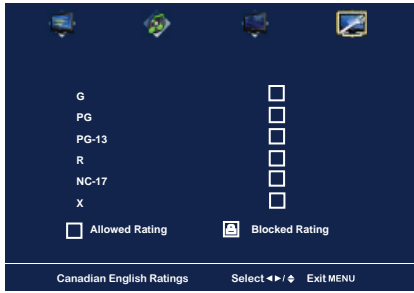 G
PG
PG-13
R
NC-17
X
Allowed Rating Blocked Rating
Canadian English Ratings Select ◄►/◆ Exit MENU